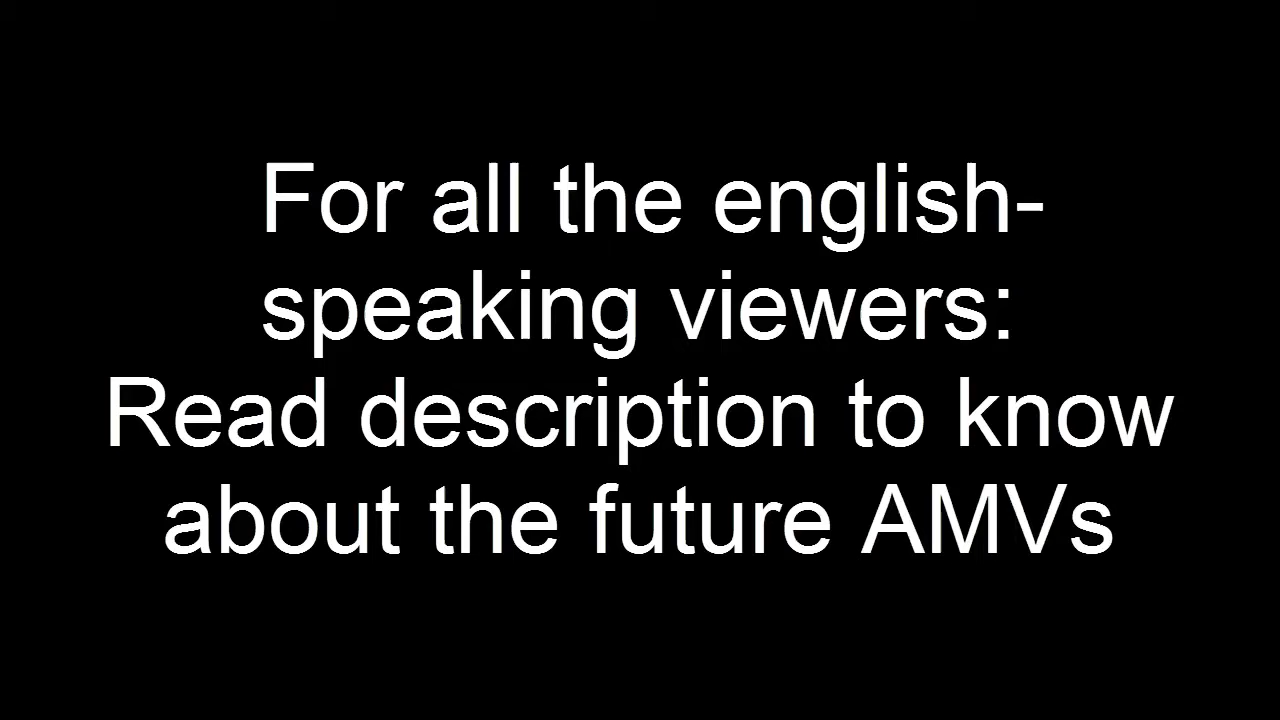 For all the english-
speaking viewers:
Read description to know
about the future AMVs